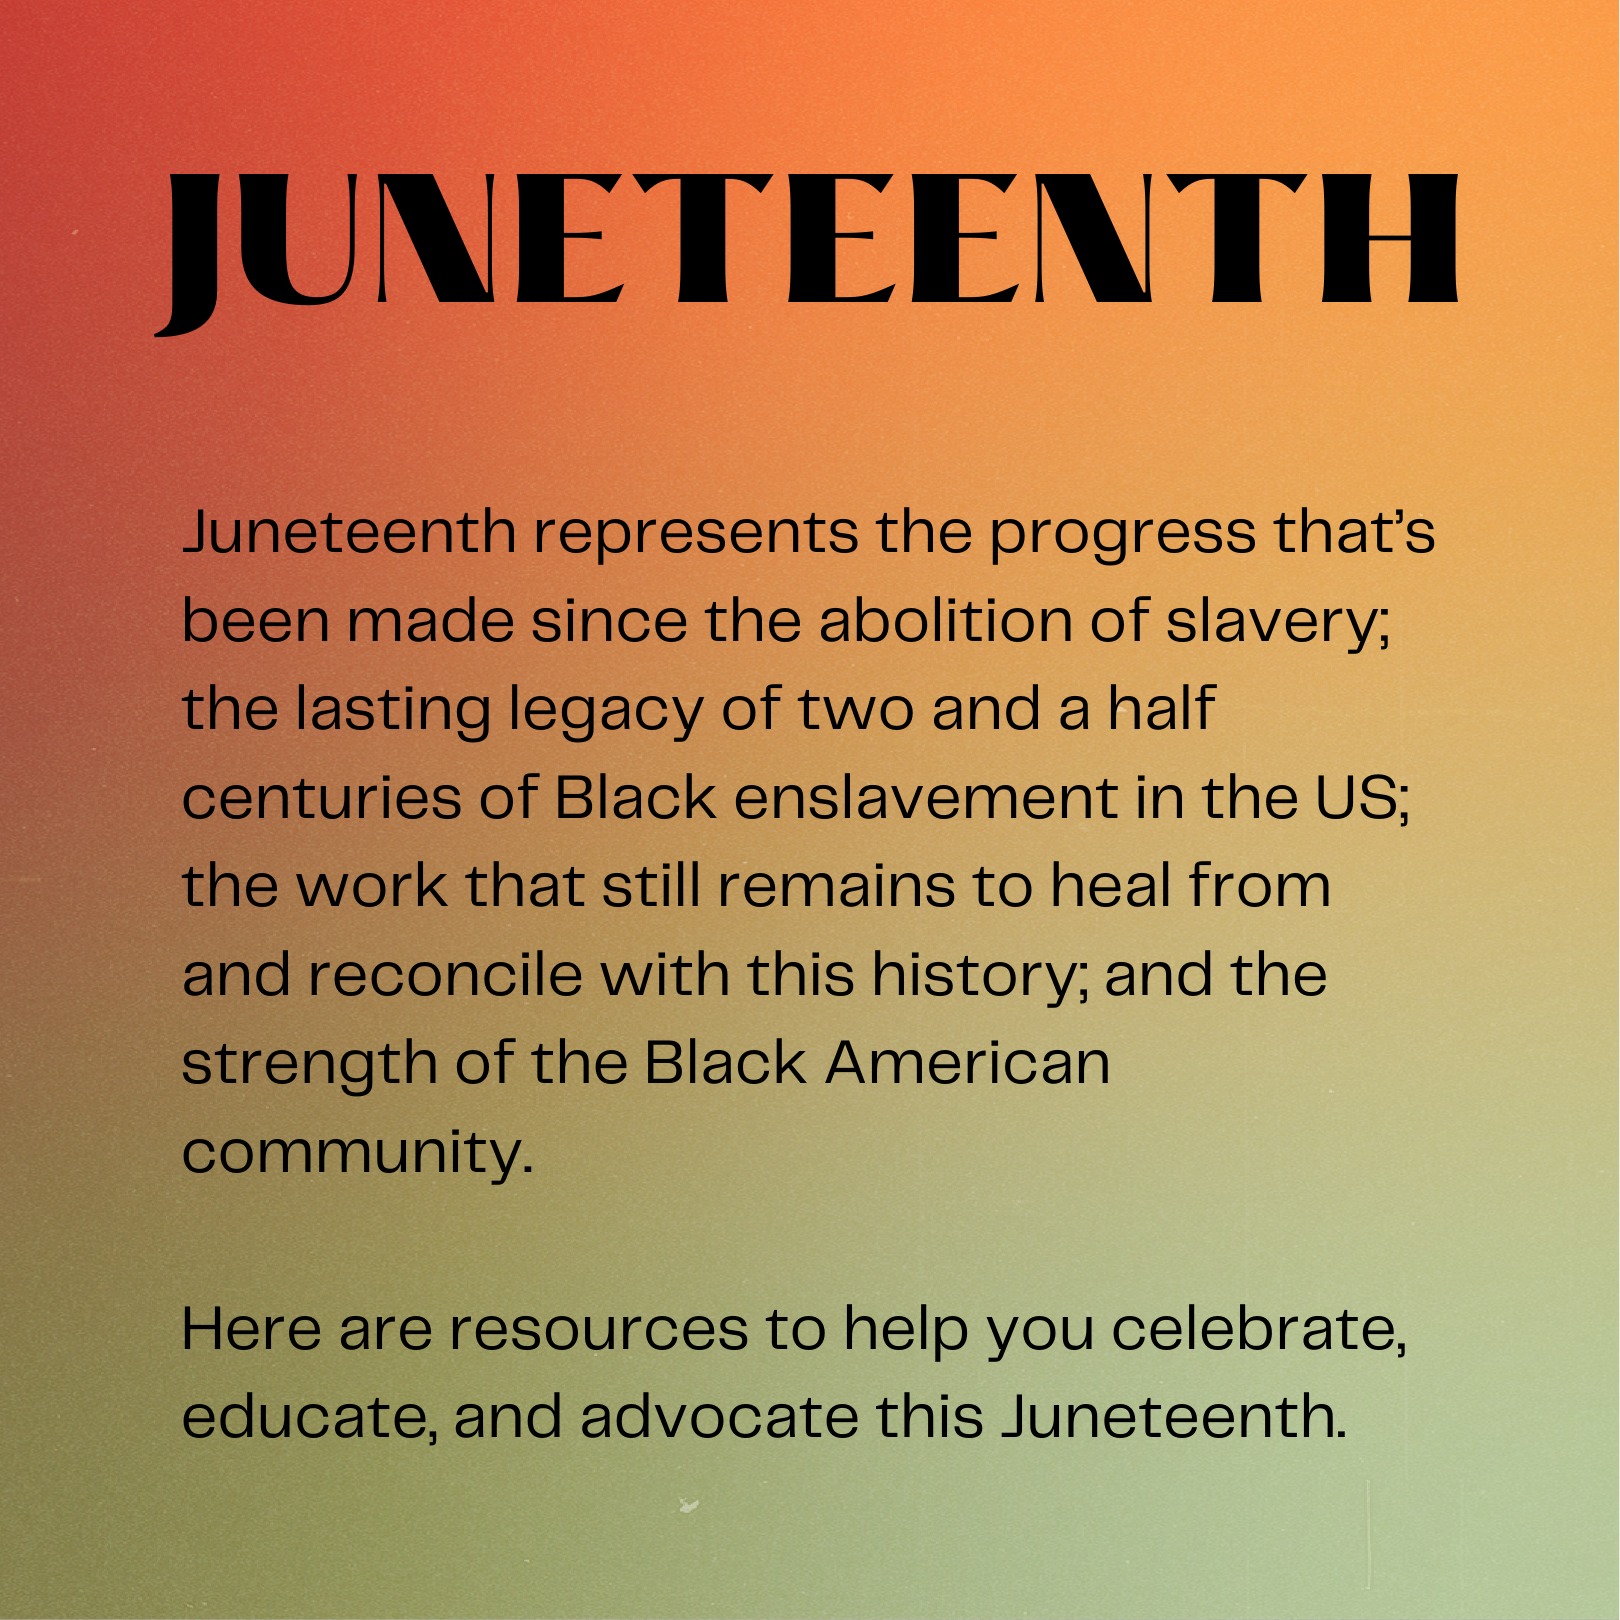 JUNETEENTH
Juneteenth represents the progress that’s
been made since the abolition of slavery;
the lasting legacy of two and a half
centuries of Black enslavement in the US;
the work that still remains to heal from
and reconcile with this history; and the
strength of the Black American
community.
Here are resources to help you celebrate,
educate, and advocate this Juneteenth.